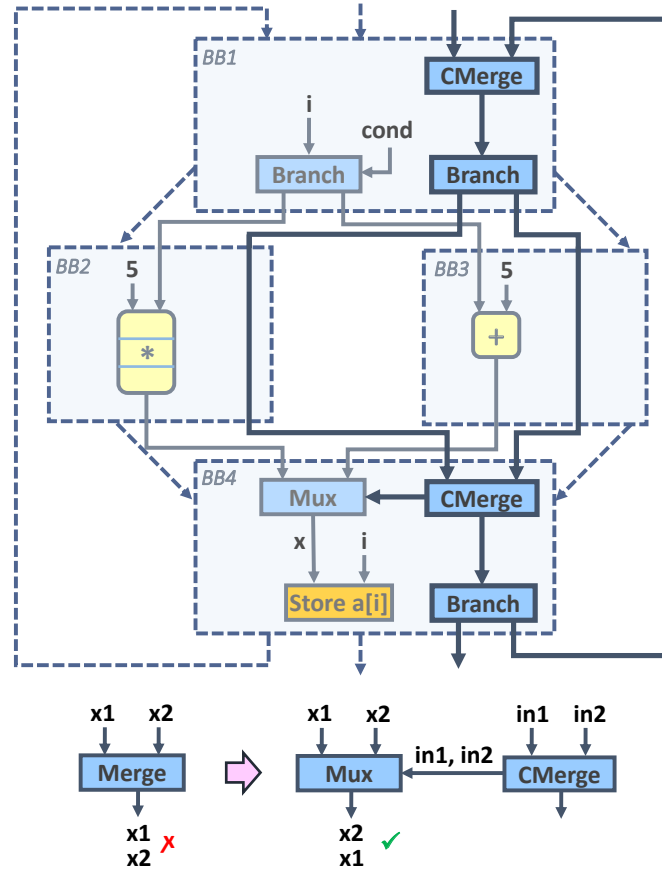 BB1
CMerge
i
cond
Branch
Branch
BB2
5
*
BB3
5
+
BB4
Mux
CMerge
x
i
Store a[i]
Branch
x1 x2
Merge
x1
x2
✗
x1 x2
in1, in2
Mux
x2
x1
✓
in1 in2
CMerge